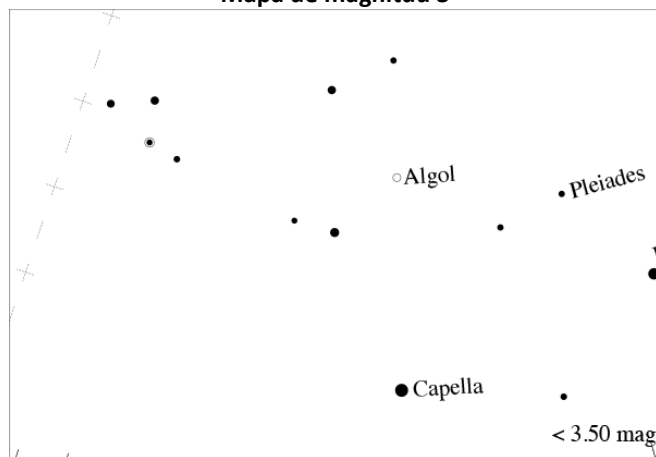 Mapa de magnitud 3
Algol
Pleiades
Capella
< 3.50 mag